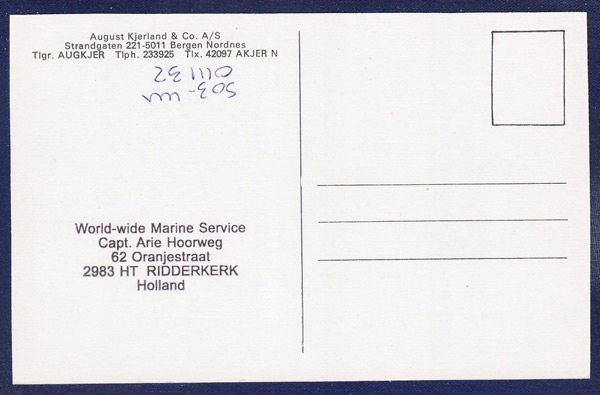 August Kjerland & Co. A/S
Strandgaten 221-5011 Bergen Nordnes
Tlgr. AUGKJER Tlph. 233925 Tlx. 42097 AKJER N
World-wide Marine Service
Capt. Arie Hoorweg
62 Oranjestraat
2983 HT RIDDERKERK
Holland